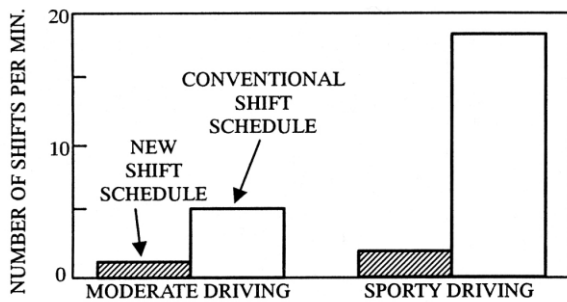 NUMBER OF SHIFTS PER MIN.
20
10
0
CONVENTIONAL
SHIFT
SCHEDULE
NEW
SHIFT
SCHEDULE
MODERATE DRIVING
SPORTY DRIVING